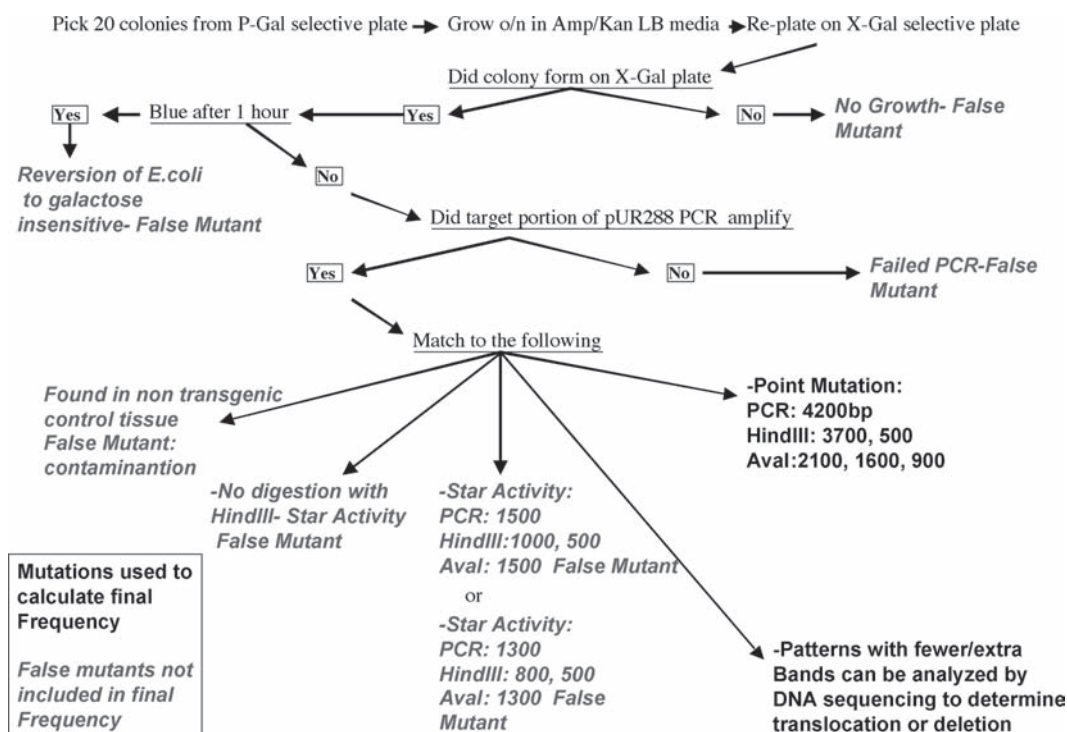 Pick 20 colonies from P-Gal selective plate
Grow o/n in Amp/Kan LB media
Re-plate on X-Gal selective plate
Did colony form on X-Gal plate
Yes
Blue after 1 hour
Yes
No
No Growth- False
Mutant
Reversion of E.coli
to galactose
insensitive- False Mutant
No
Did target portion of pUR288 PCR amplify
Yes
No
Failed PCR-False
Mutant
Match to the following
Found in non transgenic
control tissue
False Mutant:
contaminantion
-No digestion with
HindIII- Star Activity
False Mutant
-Star Activity:
PCR: 1500
HindIII:1000, 500
AvaI: 1500 False Mutant
or
-Star Activity:
PCR: 1300
HindIII: 800, 500
AvaI: 1300 False
Mutant
-Point Mutation:
PCR: 4200bp
HindIII: 3700, 500
AvaI:2100, 1600, 900
-Patterns with fewer/extra
Bands can be analyzed by
DNA sequencing to determine
translocation or deletion
Mutations used to
calculate final
Frequency
False mutants not
included in final
Frequency